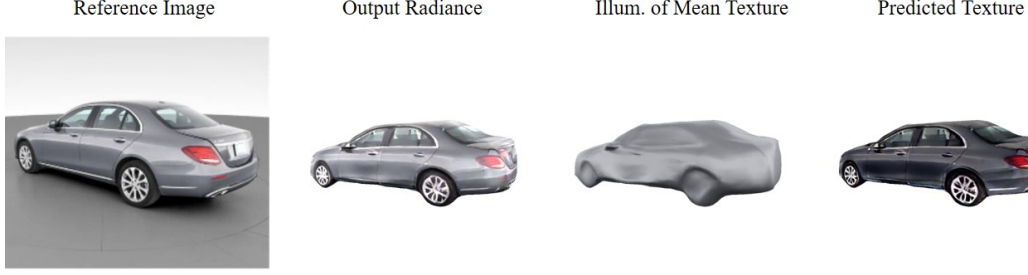 Reference Image
Output Radiance
Illum. of Mean Texture
Predicted Texture